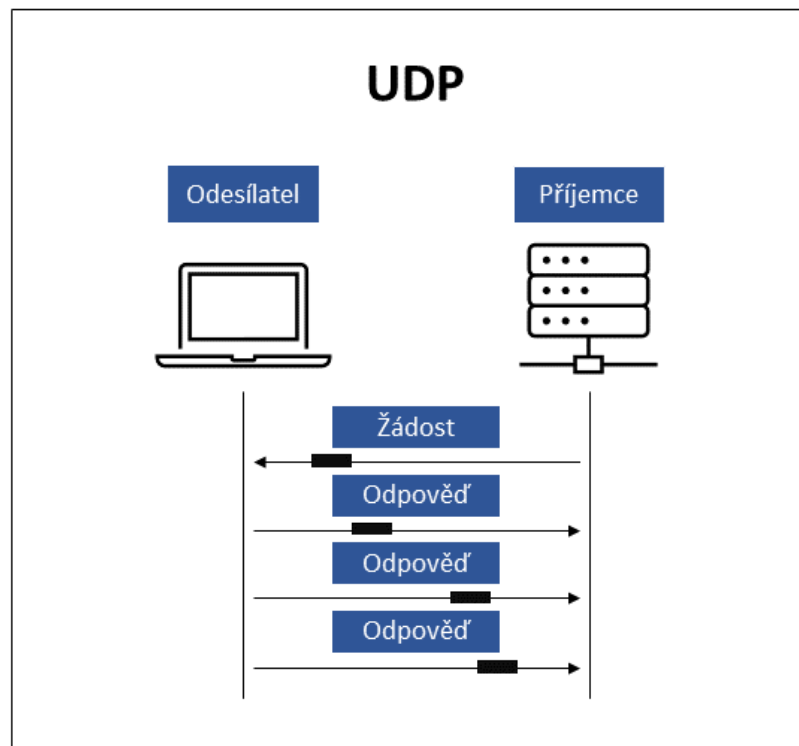 UDP
Odesílatel
Příjemce
Žádost
Odpověď
Odpověď
Odpověď